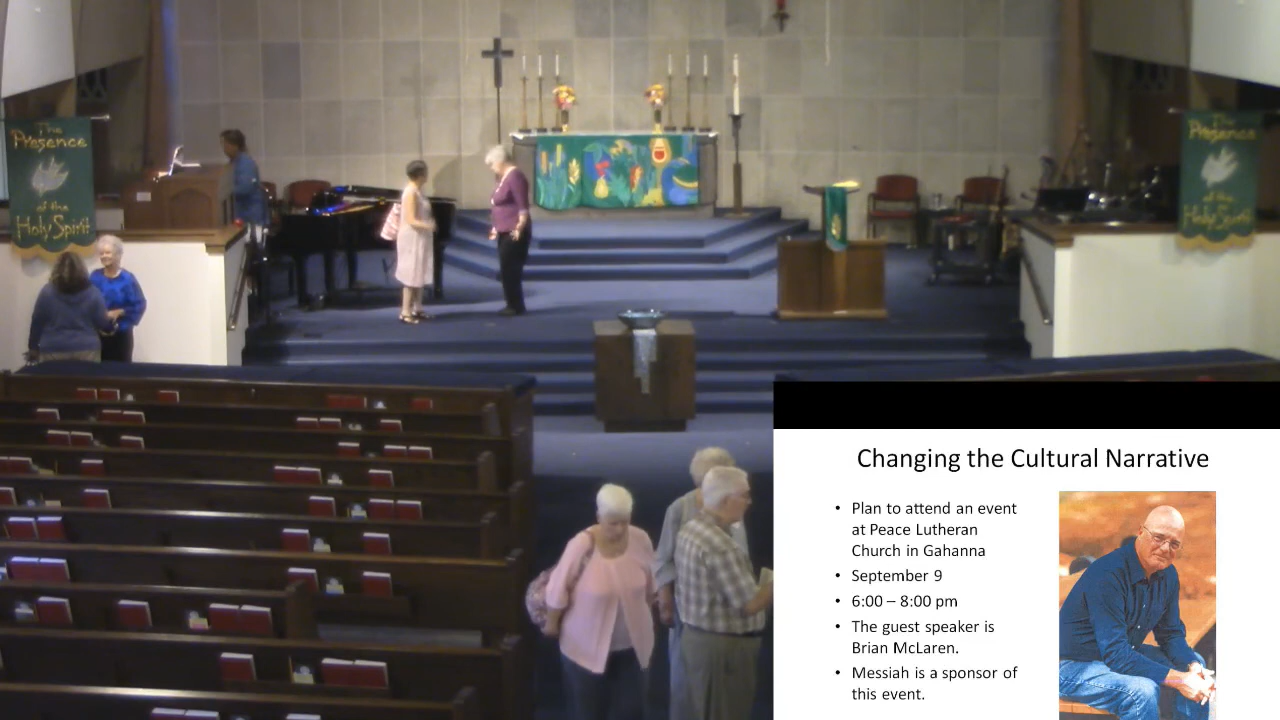 The
Presence
of the
Holy Spirit
The
Presence
of the
Holy Spirit
Changing the Cultural Narrative
• Plan to attend an event
at Peace Lutheran
Church in Gahanna
• September 9
• 6:00 – 8:00 pm
• The guest speaker is
Brian McLaren.
• Messiah is a sponsor of
this event.